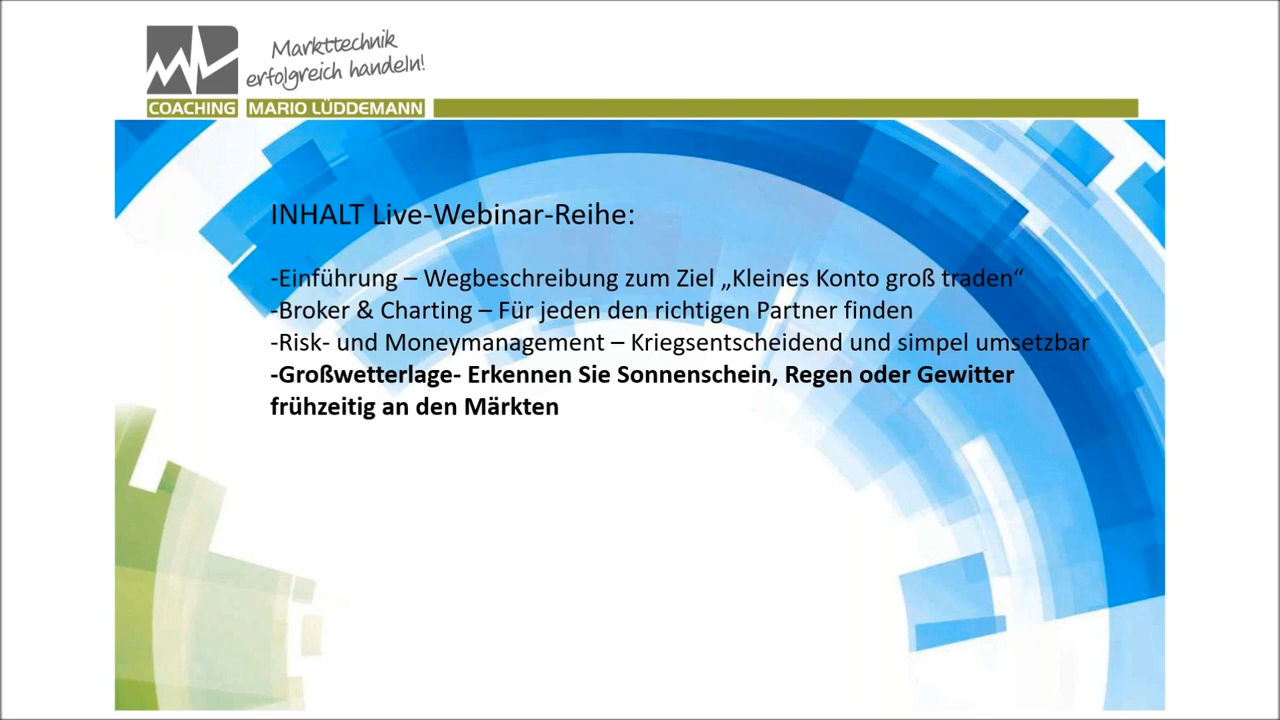 Markttechnik
erfolgreich handeln!
COACHING MARIO LÜDDEMANN
INHALT Live-Webinar-Reihe:
-Einführung – Wegbeschreibung zum Ziel „Kleines Konto groß traden“
-Broker & Charting – Für jeden den richtigen Partner finden
-Risk- und Moneymanagement – Kriegsentscheidend und simpel umsetzbar
-Großwetterlage- Erkennen Sie Sonnenschein, Regen oder Gewitter
frühzeitig an den Märkten